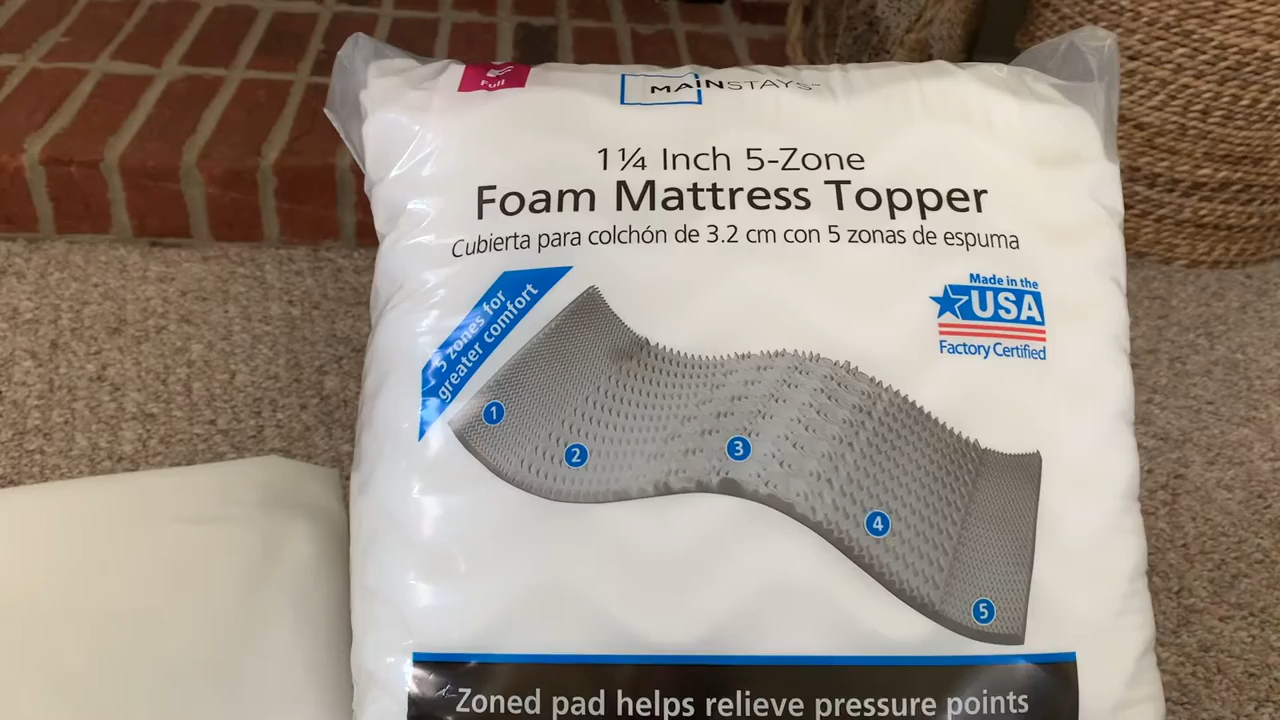 Full
MAINSTAYS™
1¼ Inch 5-Zone
Foam Mattress Topper
Cubierta para colchón de 3.2 cm con 5 zonas de espuma
5 zones for
greater comfort
Made in the
USA
Factory Certified
1
2
3
4
5
Zoned pad helps relieve pressure points